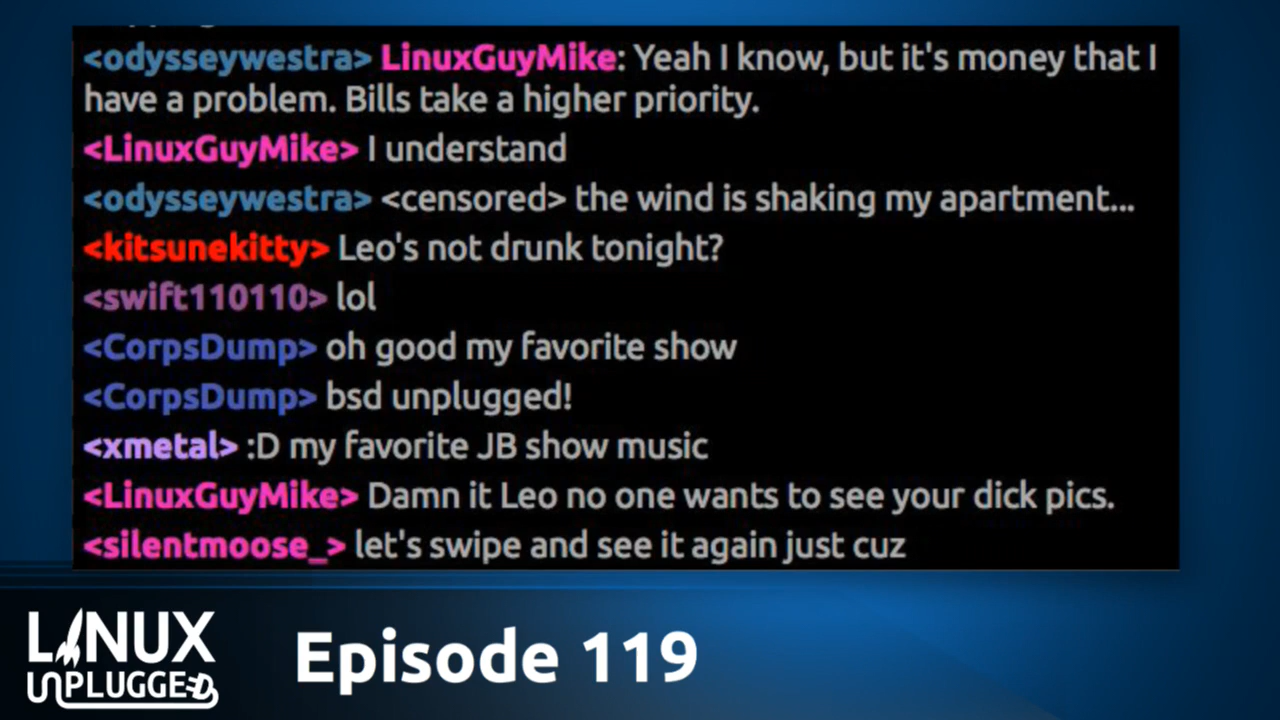 <odysseywestra> LinuxGuyMike: Yeah I know, but it's money that I
have a problem. Bills take a higher priority.
<LinuxGuyMike> I understand
<odysseywestra> <censored> the wind is shaking my apartment...
<kitsunekitty> Leo's not drunk tonight?
<swift110110> lol
<CorpsDump> oh good my favorite show
<CorpsDump> bsd unplugged!
<xmetal> :D my favorite JB show music
<LinuxGuyMike> Damn it Leo no one wants to see your dick pics.
<silentmoose_> let's swipe and see it again just cuz
LINUX
UNPLUGGED
Episode 119